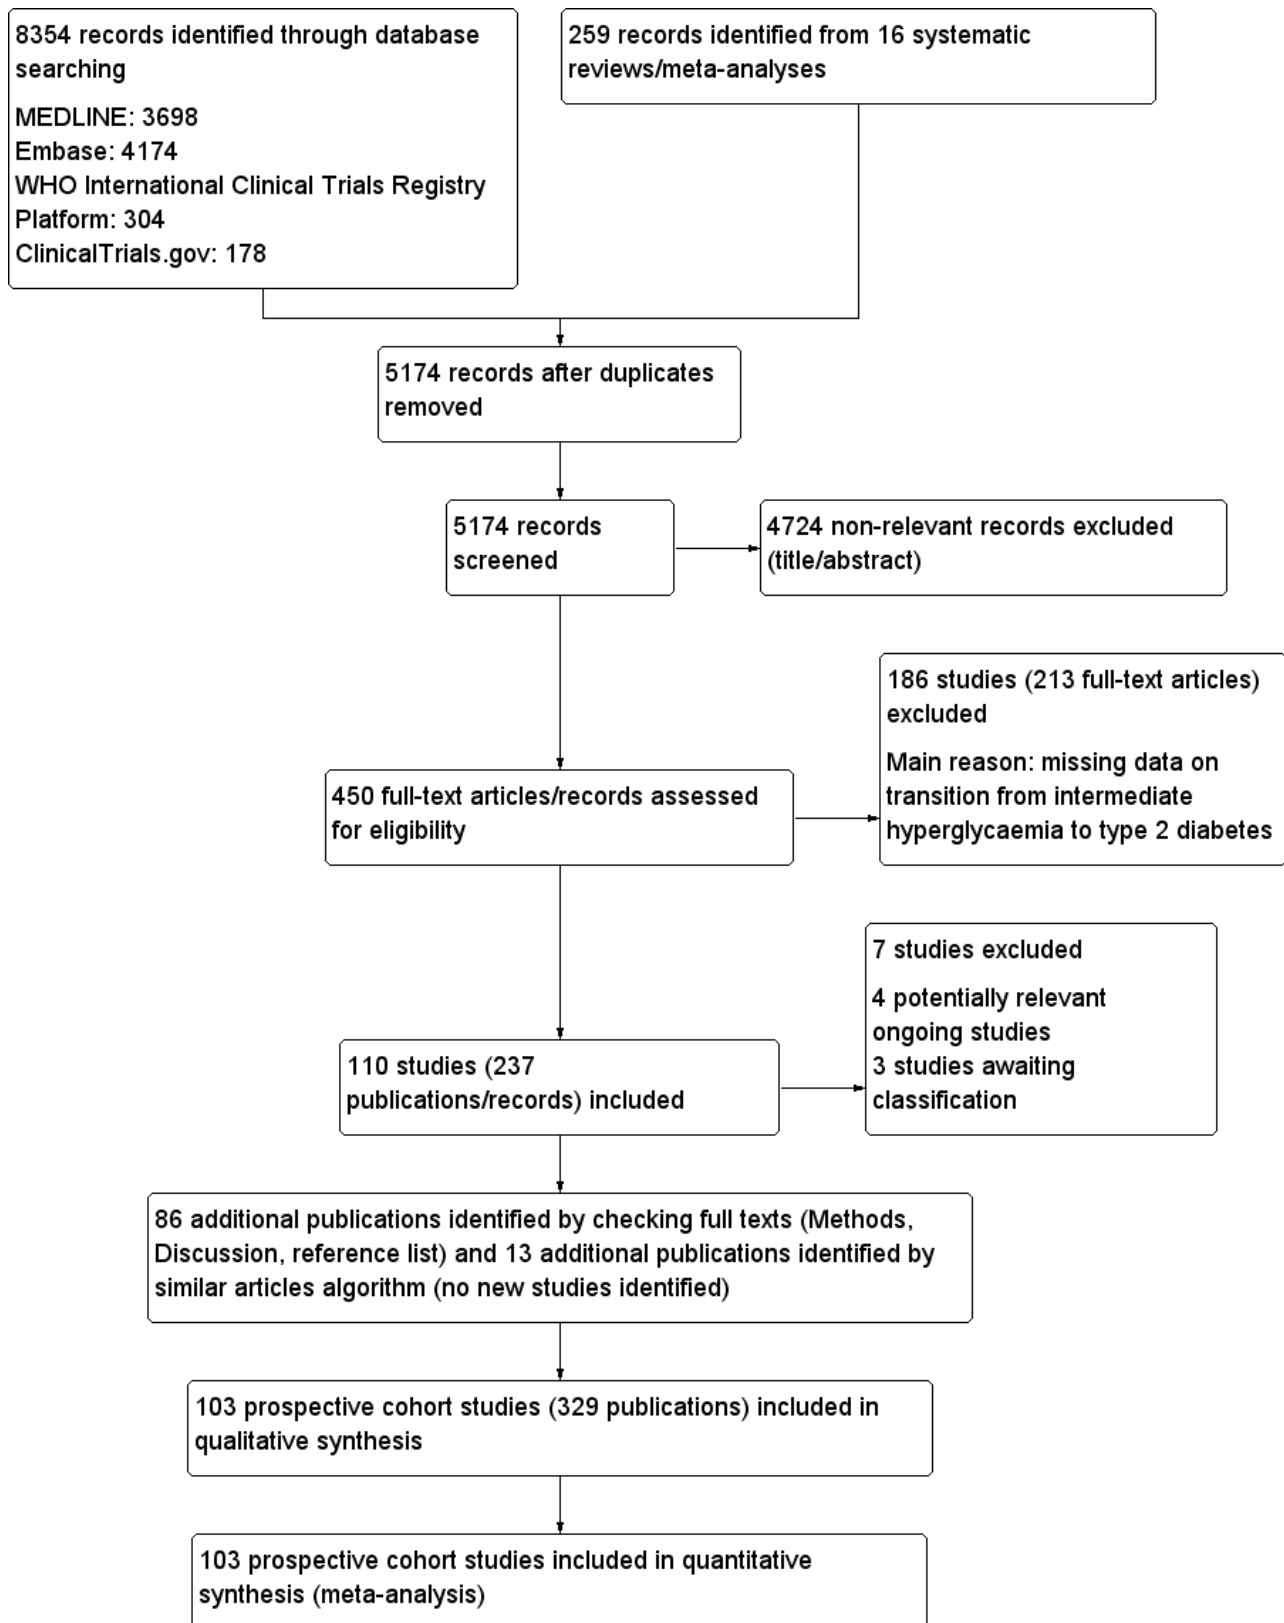 8354 records identified through database
searching
MEDLINE: 3698
Embase: 4174
WHO International Clinical Trials Registry
Platform: 304
ClinicalTrials.gov: 178
259 records identified from 16 systematic
reviews/meta-analyses
5174 records after duplicates
removed
5174 records
screened
4724 non-relevant records excluded
(title/abstract)
186 studies (213 full-text articles)
excluded
Main reason: missing data on
transition from intermediate
hyperglycaemia to type 2 diabetes
450 full-text articles/records assessed
for eligibility
7 studies excluded
4 potentially relevant
ongoing studies
3 studies awaiting
classification
110 studies (237
publications/records) included
86 additional publications identified by checking full texts (Methods,
Discussion, reference list) and 13 additional publications identified by
similar articles algorithm (no new studies identified)
103 prospective cohort studies (329 publications) included in
qualitative synthesis
103 prospective cohort studies included in quantitative
synthesis (meta-analysis)